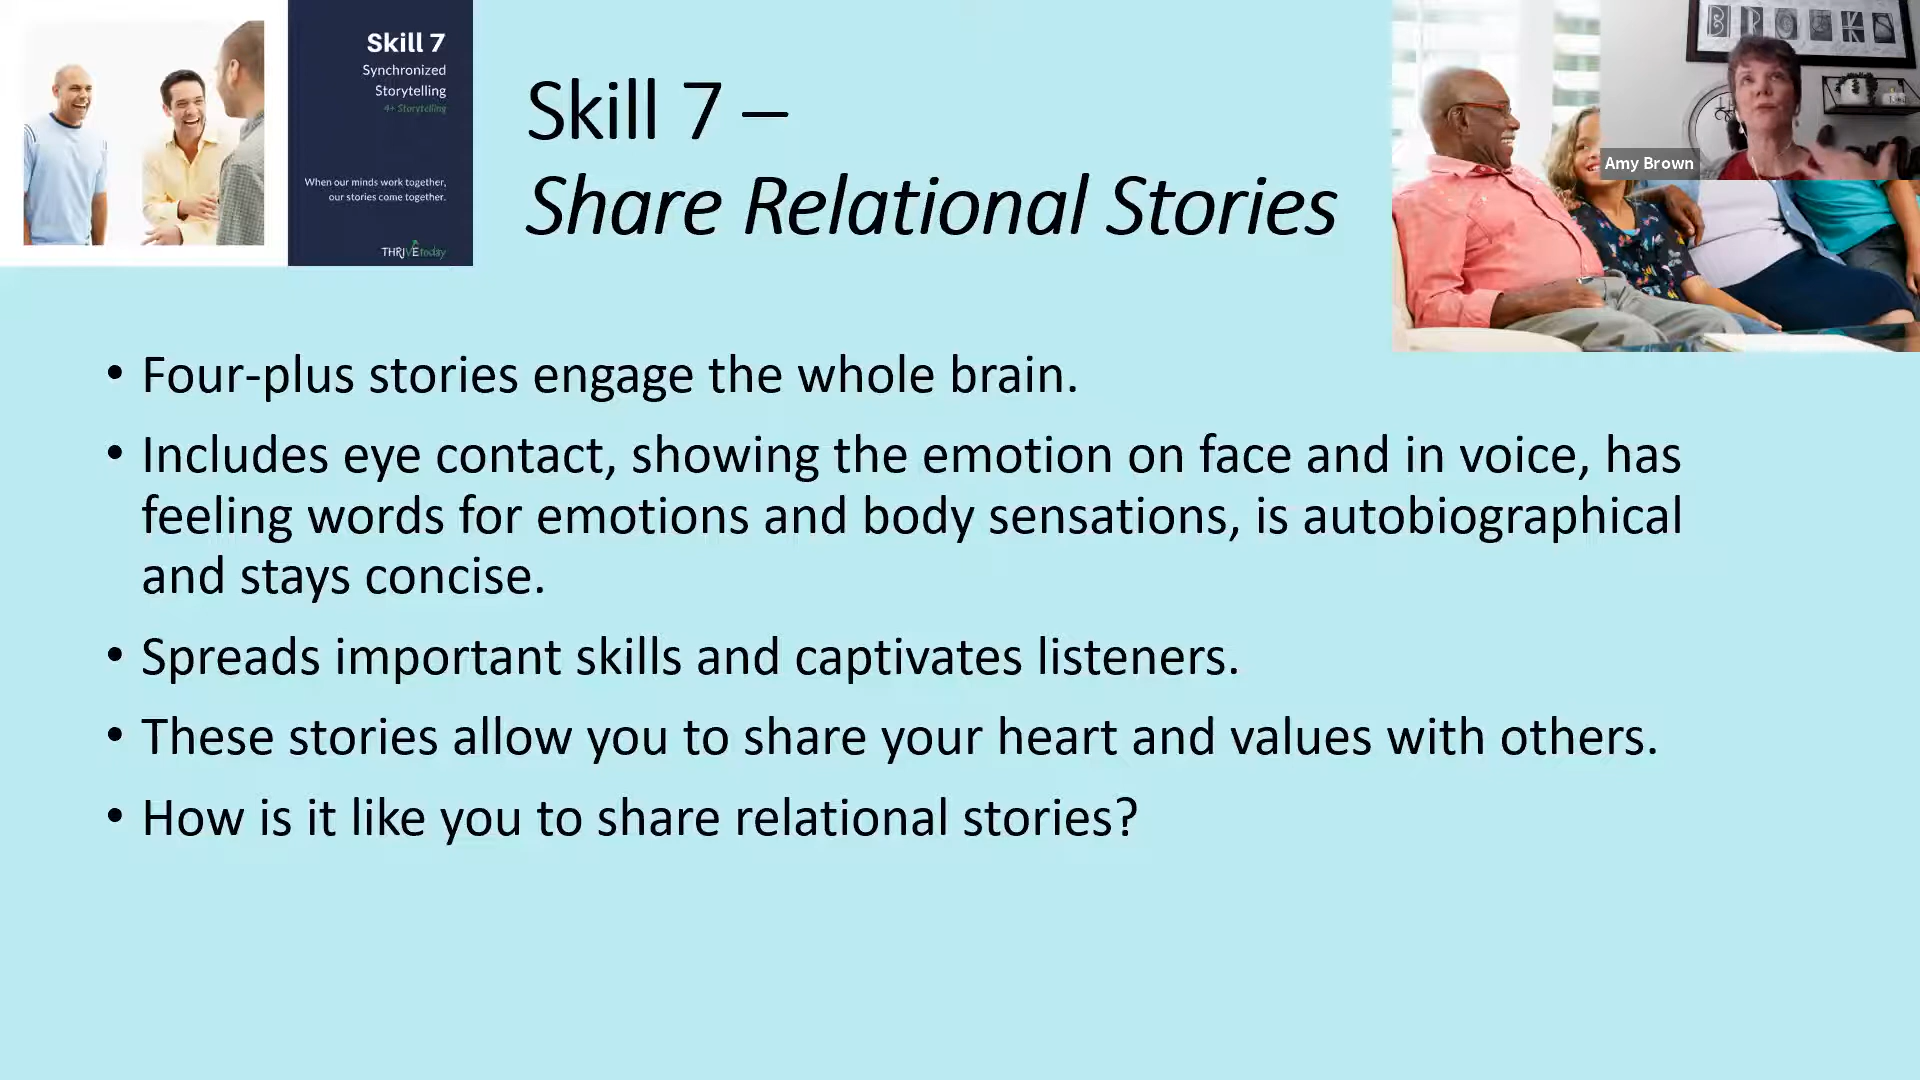 Skill 7
Synchronized
Storytelling
4+ Storytelling
When our minds work together,
our stories come together.
THRIVEtoday
Skill 7 –
Share Relational Stories
BROCKS
Amy Brown
• Four-plus stories engage the whole brain.
• Includes eye contact, showing the emotion on face and in voice, has
feeling words for emotions and body sensations, is autobiographical
and stays concise.
• Spreads important skills and captivates listeners.
• These stories allow you to share your heart and values with others.
• How is it like you to share relational stories?